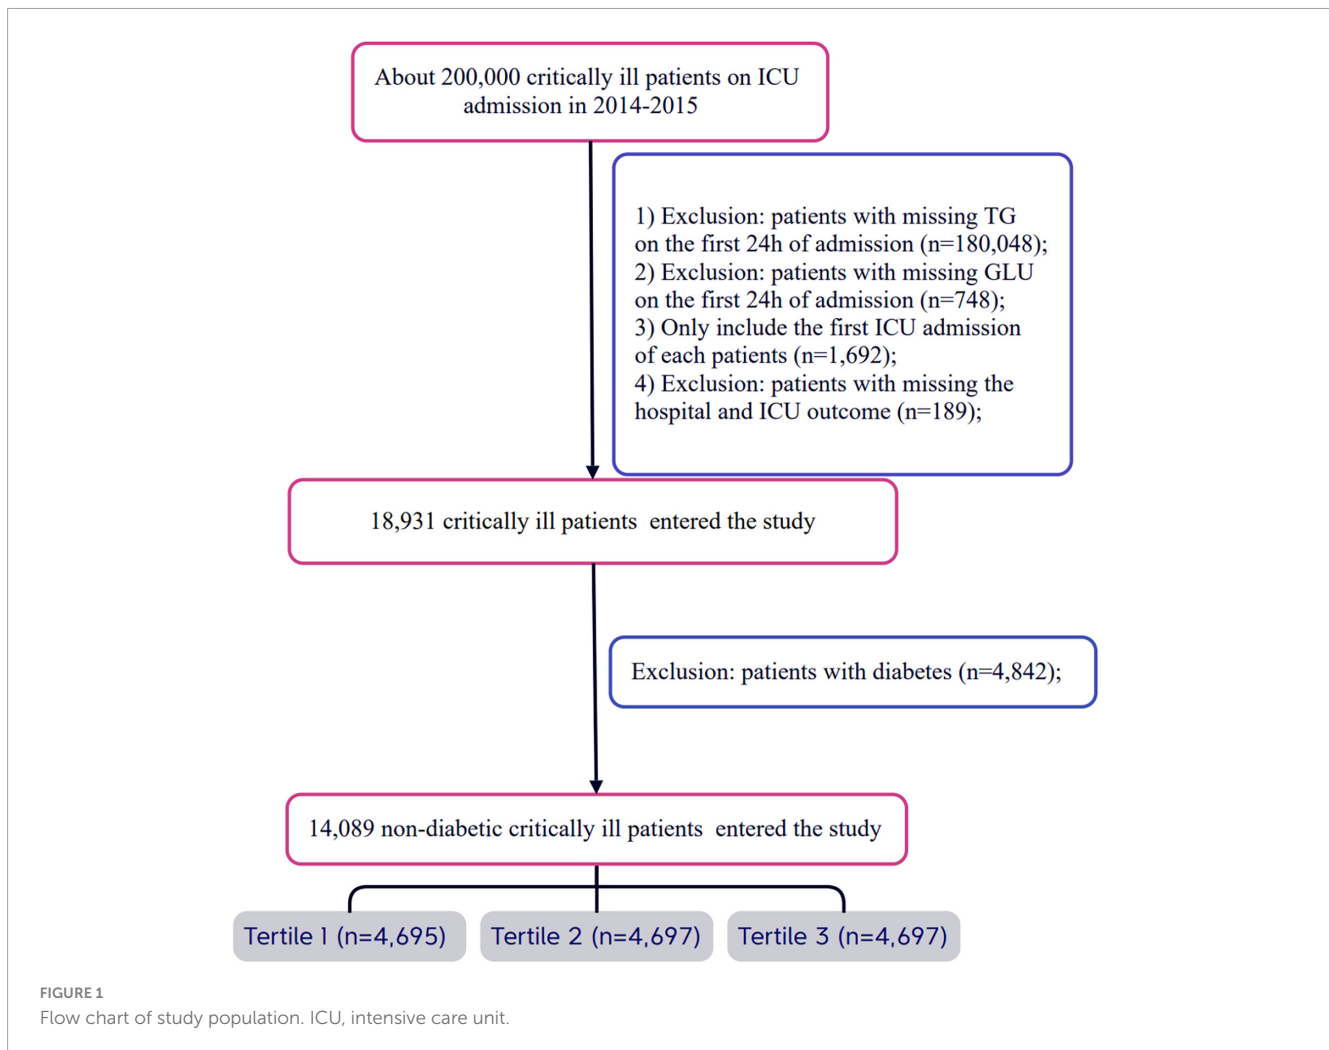 About 200,000 critically ill patients on ICU
admission in 2014-2015
1) Exclusion: patients with missing TG
on the first 24h of admission (n=180,048);
2) Exclusion: patients with missing GLU
on the first 24h of admission (n=748);
3) Only include the first ICU admission
of each patients (n=1,692);
4) Exclusion: patients with missing the
hospital and ICU outcome (n=189);
18,931 critically ill patients entered the study
Exclusion: patients with diabetes (n=4,842);
14,089 non-diabetic critically ill patients entered the study
Tertile 1 (n=4,695)
Tertile 2 (n=4,697)
Tertile 3 (n=4,697)
FIGURE 1
Flow chart of study population. ICU, intensive care unit.